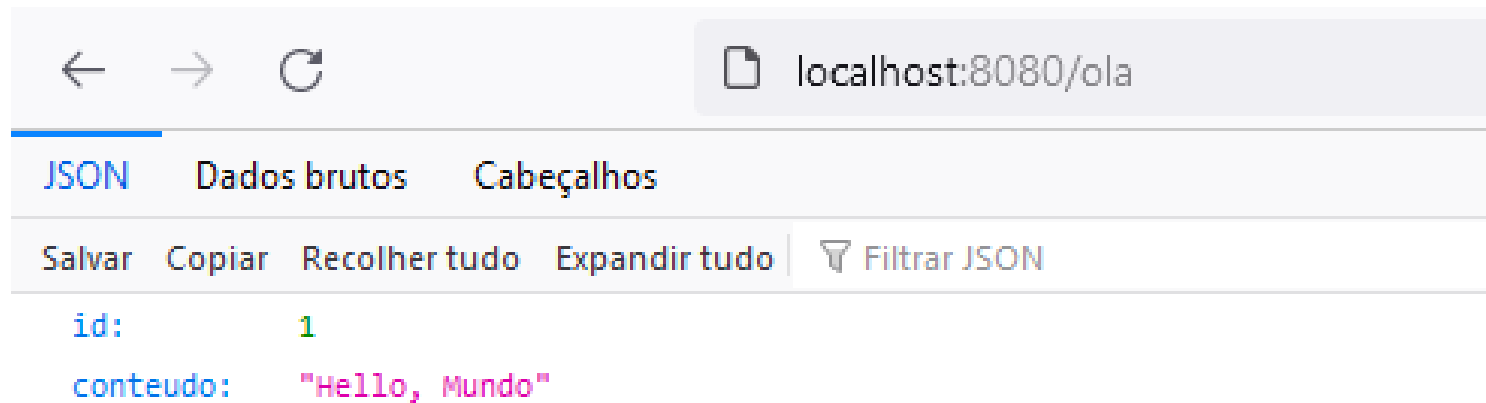 localhost:8080/ola
JSON Dados brutos Cabeçalhos
Salvar Copiar Recolher tudo Expandir tudo Filtrar JSON
id: 1
conteudo: "Hello, Mundo"